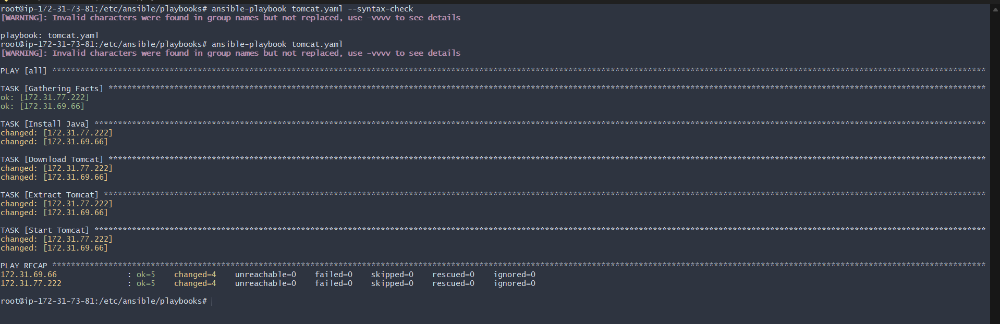 root@ip-172-31-73-81:/etc/ansible/playbooks# ansible-playbook tomcat.yaml --syntax-check
[WARNING]: Invalid characters were found in group names but not replaced, use -vvvv to see details
playbook: tomcat.yaml
root@ip-172-31-73-81:/etc/ansible/playbooks# ansible-playbook tomcat.yaml
[WARNING]: Invalid characters were found in group names but not replaced, use -vvvv to see details
PLAY [all] ***************************************************************************************************************************************************************************************************
TASK [Gathering Facts] ***************************************************************************************************************************************************************************************
ok: [172.31.77.222]
ok: [172.31.69.66]
TASK [Install Java] ******************************************************************************************************************************************************************************************
changed: [172.31.77.222]
changed: [172.31.69.66]
TASK [Download Tomcat] ***************************************************************************************************************************************************************************************
changed: [172.31.77.222]
changed: [172.31.69.66]
TASK [Extract Tomcat] ****************************************************************************************************************************************************************************************
changed: [172.31.77.222]
changed: [172.31.69.66]
TASK [Start Tomcat] ******************************************************************************************************************************************************************************************
changed: [172.31.77.222]
changed: [172.31.69.66]
PLAY RECAP ***************************************************************************************************************************************************************************************************
172.31.69.66               : ok=5    changed=4    unreachable=0    failed=0    skipped=0    rescued=0    ignored=0
172.31.77.222              : ok=5    changed=4    unreachable=0    failed=0    skipped=0    rescued=0    ignored=0
root@ip-172-31-73-81:/etc/ansible/playbooks#